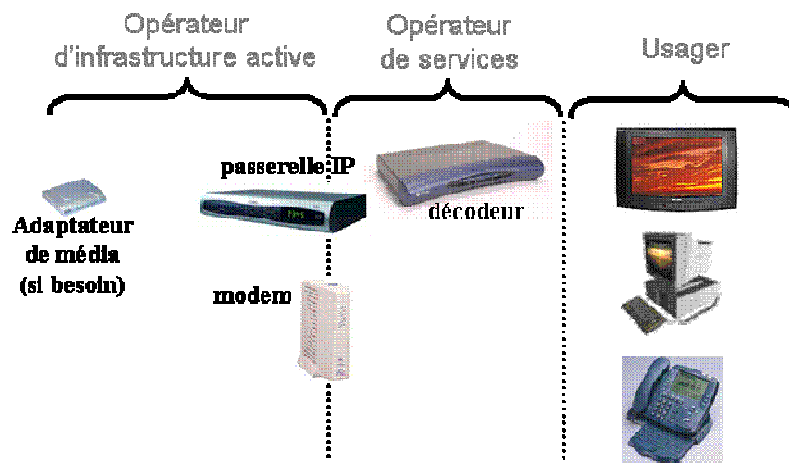 Opérateur
d'infrastructure active
Opérateur
de services
Usager
passerelle IP
décodeur
Adaptateur
de média
(si besoin)
modem